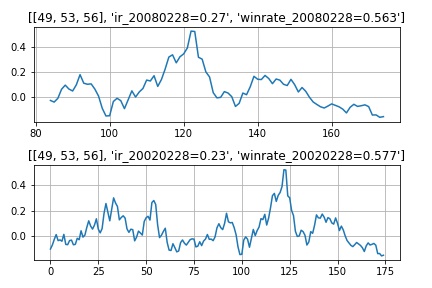 [[49, 53, 56], 'ir_20080228=0.27', 'winrate_20080228=0.563']
0.4
0.2
0.0
80 100 120 140 160
[[49, 53, 56], 'ir_20020228=0.23', 'winrate_20020228=0.577']
0.4
0.2
0.0
0 25 50 75 100 125 150 175